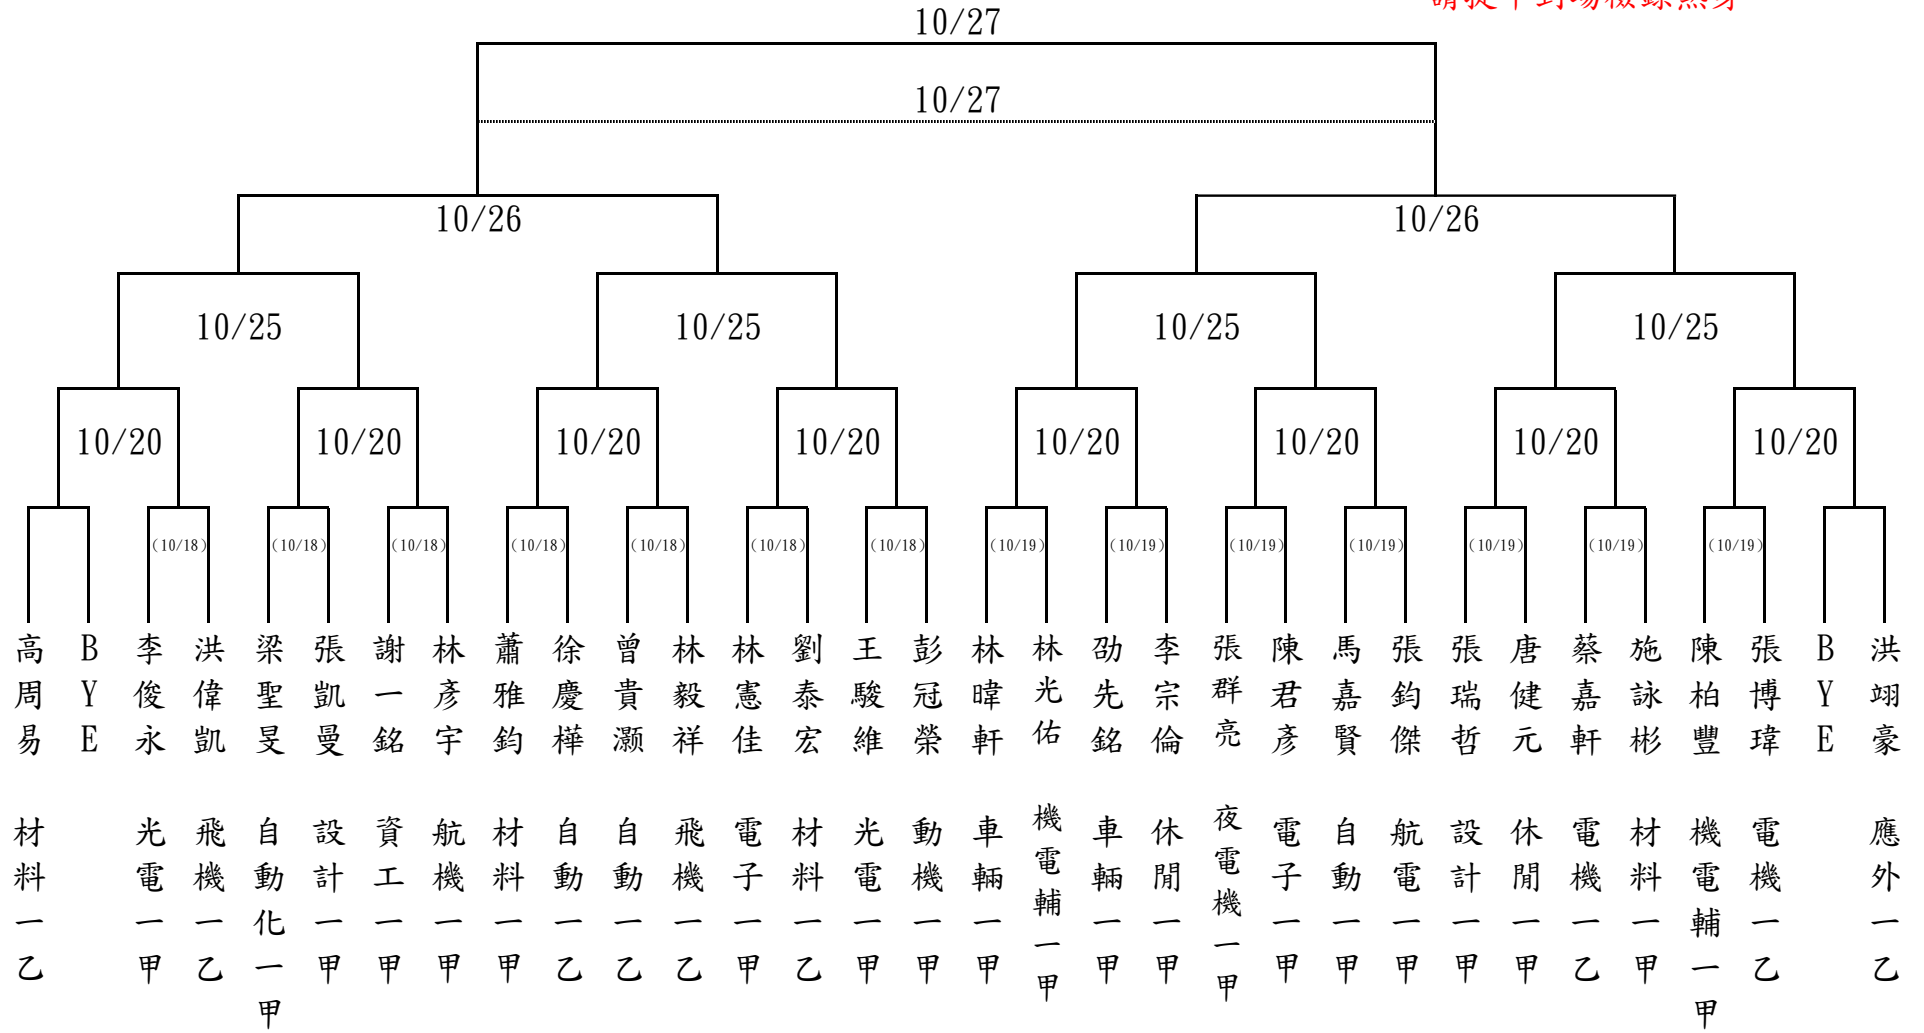 請提早到場檢錄熱身
10/27
10/27
10/26
10/26
10/25
10/25
10/25
10/25
10/20
10/20
10/20
10/20
10/20
10/20
10/20
10/20
(10/18)
(10/18)
(10/18)
(10/18)
(10/18)
(10/18)
(10/18)
(10/19)
(10/19)
(10/19)
(10/19)
(10/19)
(10/19)
(10/19)
高周易
材料一乙
BYE
李俊永
光電一甲
洪偉凱
飛機一乙
梁聖旻
自動化一甲
張凱曼
設計一甲
謝一銘
資工一甲
林彥宇
航機一甲
蕭雅鈞
材料一甲
徐慶樺
自動一乙
曾貴灝
自動一乙
林毅祥
飛機一乙
林憲佳
電子一甲
劉泰宏
材料一乙
王駿維
光電一甲
彭冠榮
動機一甲
林暐軒
車輛一甲
林光佑
機電輔一甲
劭先銘
車輛一甲
李宗倫
休閒一甲
張群亮
夜電機一甲
陳君彥
電子一甲
馬嘉賢
自動一甲
張鈞傑
航電一甲
張瑞哲
設計一甲
唐健元
休閒一甲
蔡嘉軒
電機一乙
施詠彬
材料一甲
陳柏豐
機電輔一甲
張博瑋
電機一乙
BYE
洪翊豪
應外一乙